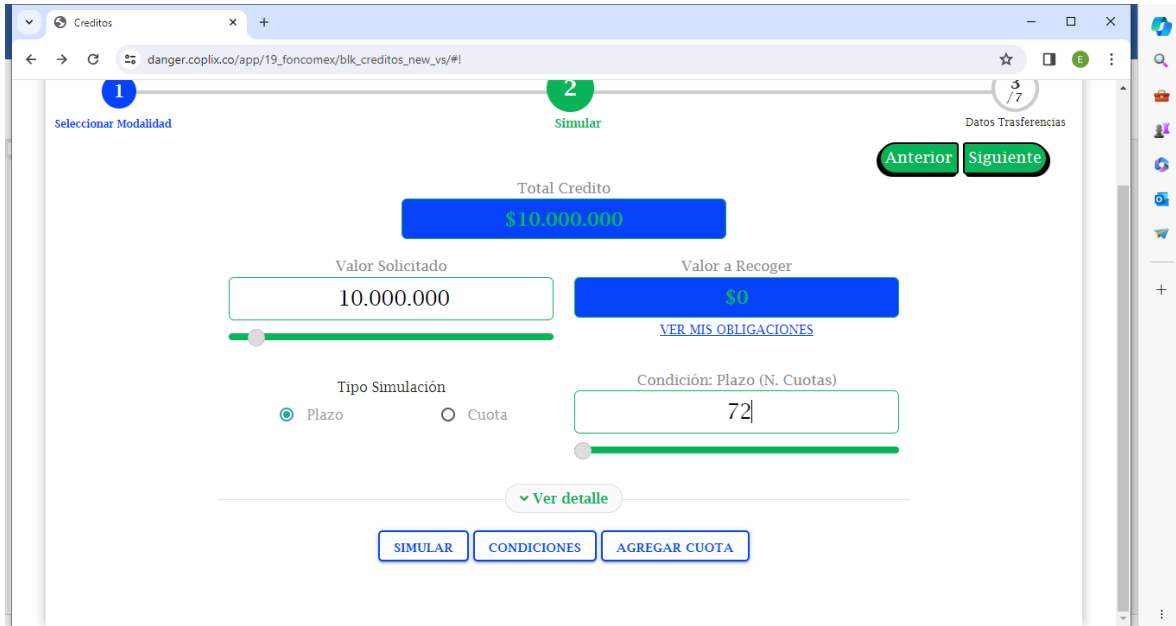 Creditos
danger.coplix.co/app/19_foncomex/blk_creditos_new_vs/#!
E
1
2
3
/7
Seleccionar Modalidad
Simular
Datos Trasferencias
Anterior Siguiente
Total Credito
$10.000.000
Valor Solicitado
Valor a Recoger
10.000.000
$0
VER MIS OBLIGACIONES
Tipo Simulación
Condición: Plazo (N. Cuotas)
Plazo
Cuota
72
Ver detalle
SIMULAR
CONDICIONES
AGREGAR CUOTA